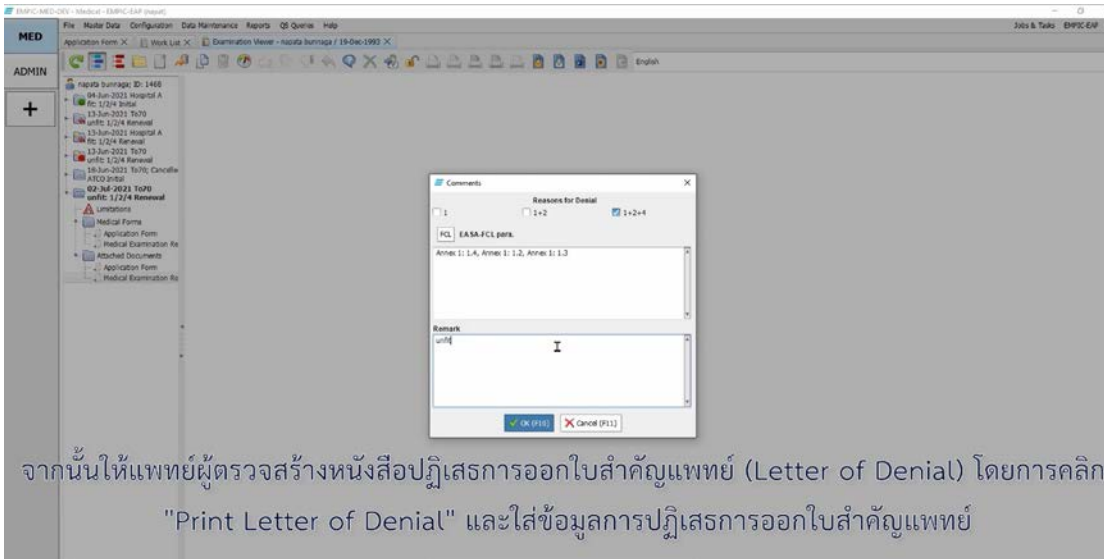 EMPIC-MED-DEV - Medical - EMPIC-EAP (napat)
File Master Data Configuration Data Maintenance Reports QS Queries Help
Jobs & Tasks EMPIC-EAP
MED
ADMIN
+
Application Form X Work List X Examination Viewer - napata bunnaga / 19-Dec-1993 X
English
napata bunnaga; ID: 1468
04-Jun-2021 Hospital A
fit: 1/2/4 Initial
13-Jun-2021 To70
unfit: 1/2/4 Renewal
13-Jun-2021 Hospital A
fit: 1/2/4 Renewal
13-Jun-2021 To70
unfit: 1/2/4 Renewal
16-Jun-2021 To70; Cancelle
ATCO Initial
02-Jul-2021 To70
unfit: 1/2/4 Renewal
Limitations
Medical Forms
Application Form
Medical Examination Re
Attached Documents
Application Form
Medical Examination Re
Comments
Reasons for Denial
1 1+2 1+2+4
FCL EASA-FCL para.
Annex 1: 1.4, Annex 1: 1.2, Annex 1: 1.3
Remark
unfit
OK (F10) Cancel (F11)
จากนั้นให้แพทย์ผู้ตรวจสร้างหนังสือปฏิเสธการออกใบสำคัญแพทย์ (Letter of Denial) โดยการคลิก
"Print Letter of Denial" และใส่ข้อมูลการปฏิเสธการออกใบสำคัญแพทย์